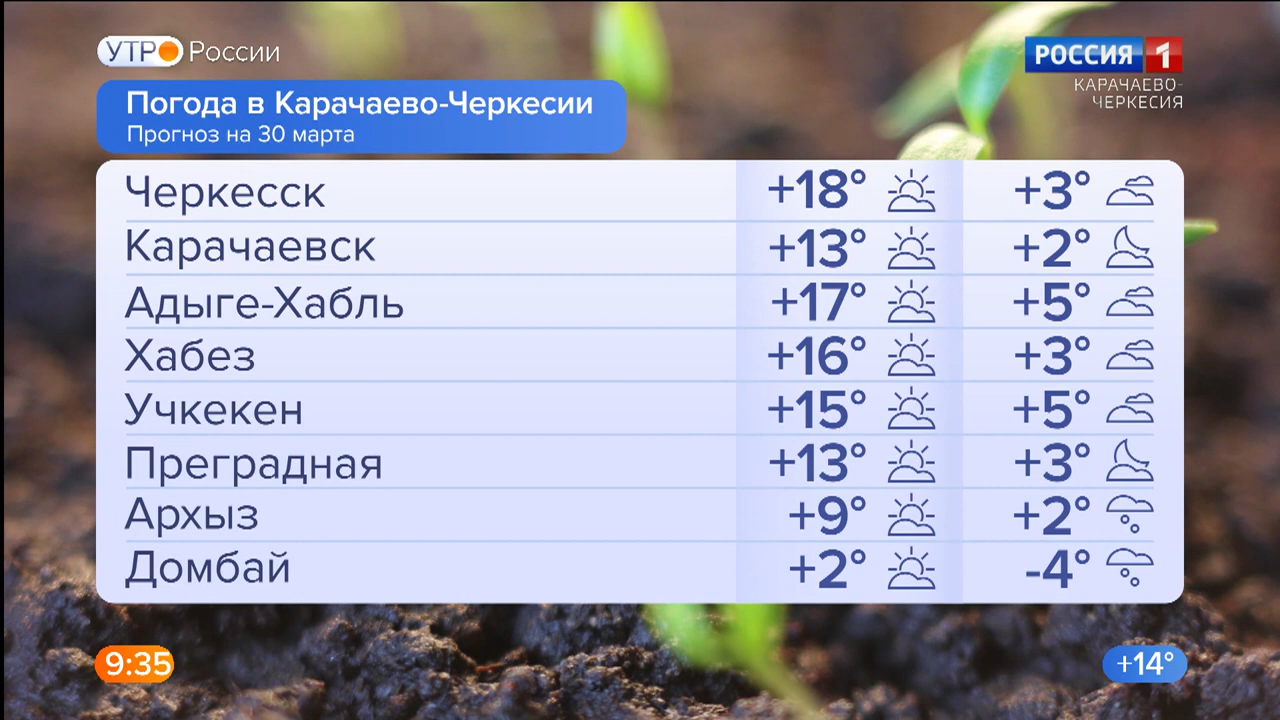 УТРО России
РОССИЯ 1
КАРАЧАЕВО-
ЧЕРКЕСИЯ
Погода в Карачаево-Черкесии
Прогноз на 30 марта
Черкесск +18° +3°
Карачаевск +13° +2°
Адыге-Хабль +17° +5°
Хабез +16° +3°
Учкекен +15° +5°
Преградная +13° +3°
Архыз +9° +2°
Домбай +2° -4°
9:35 +14°